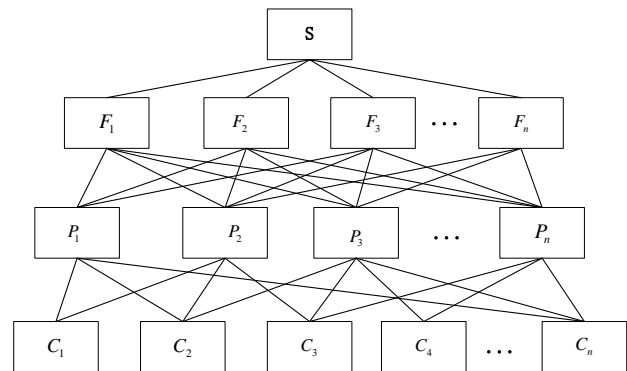 S
F₁ F₂ F₃ ··· Fₙ
P₁ P₂ P₃ ··· Pₙ
C₁ C₂ C₃ C₄ ··· Cₙ